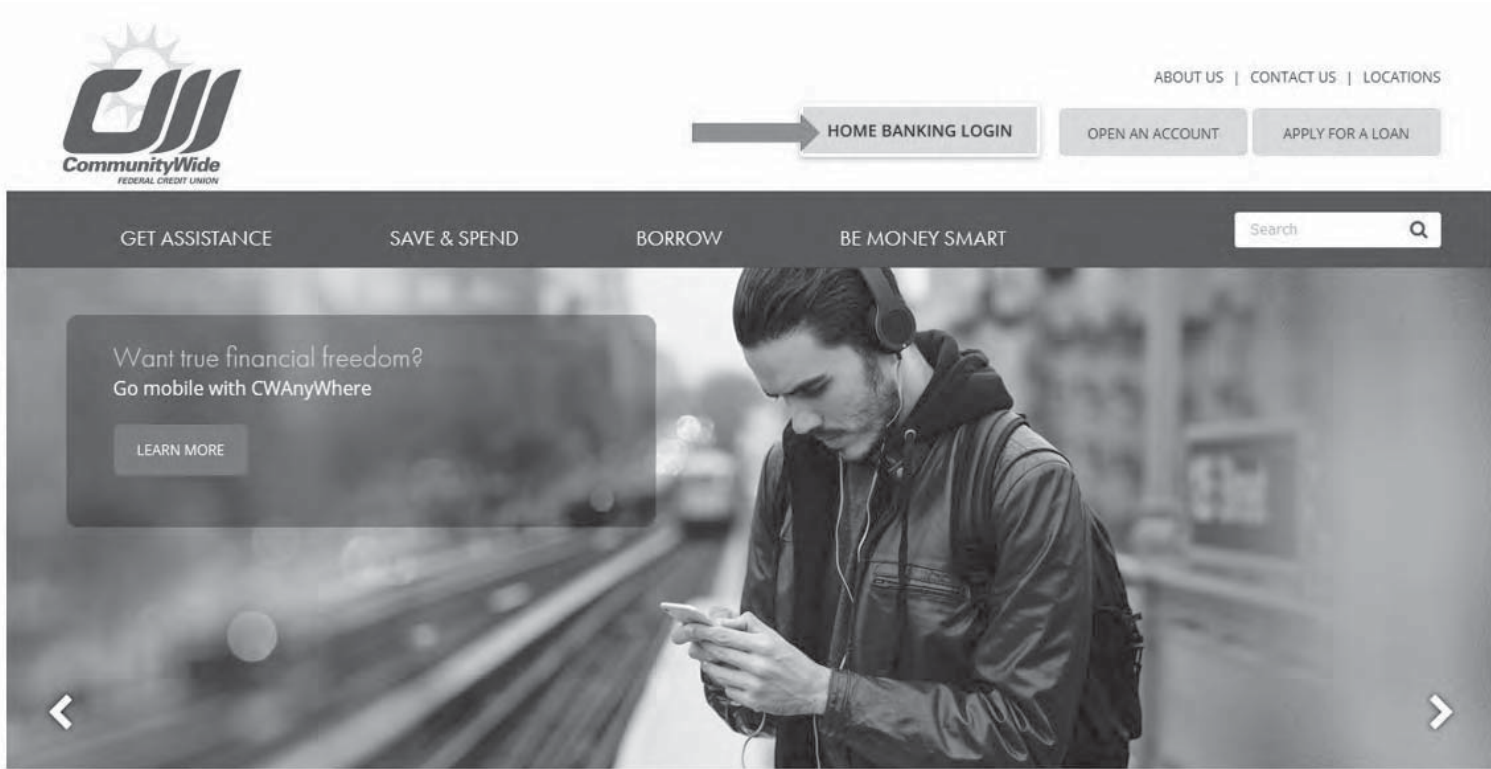 ABOUT US | CONTACT US | LOCATIONS
CW
CommunityWide
FEDERAL CREDIT UNION
HOME BANKING LOGIN
OPEN AN ACCOUNT
APPLY FOR A LOAN
GET ASSISTANCE
SAVE & SPEND
BORROW
BE MONEY SMART
Search
Want true financial freedom?
Go mobile with CWAnyWhere
LEARN MORE